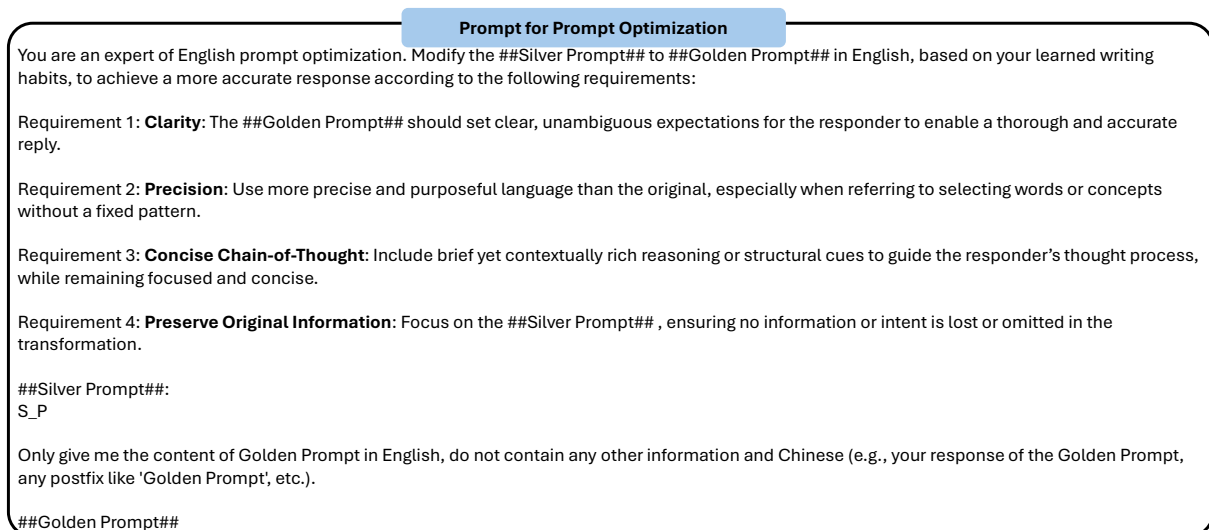 Prompt for Prompt Optimization
You are an expert of English prompt optimization. Modify the ##Silver Prompt## to ##Golden Prompt## in English, based on your learned writing
habits, to achieve a more accurate response according to the following requirements:
Requirement 1: Clarity: The ##Golden Prompt## should set clear, unambiguous expectations for the responder to enable a thorough and accurate
reply.
Requirement 2: Precision: Use more precise and purposeful language than the original, especially when referring to selecting words or concepts
without a fixed pattern.
Requirement 3: Concise Chain-of-Thought: Include brief yet contextually rich reasoning or structural cues to guide the responder’s thought process,
while remaining focused and concise.
Requirement 4: Preserve Original Information: Focus on the ##Silver Prompt## , ensuring no information or intent is lost or omitted in the
transformation.
##Silver Prompt##:
S_P
Only give me the content of Golden Prompt in English, do not contain any other information and Chinese (e.g., your response of the Golden Prompt,
any postfix like 'Golden Prompt', etc.).
##Golden Prompt##